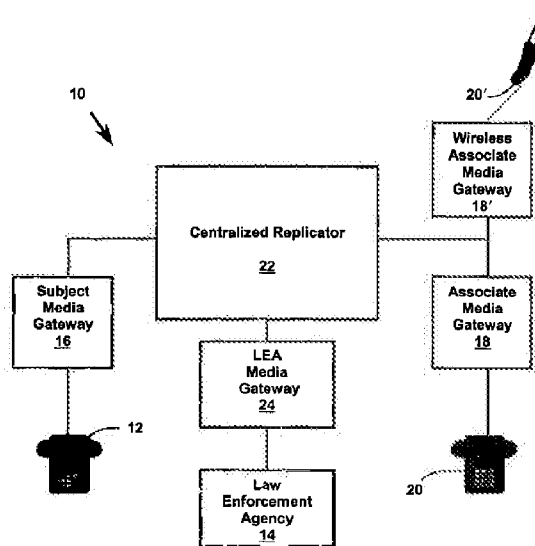 20'
10
Wireless
Associate
Media
Gateway
18'
Centralized Replicator
22
Subject
Media
Gateway
16
Associate
Media
Gateway
18
LEA
Media
Gateway
24
12
20
Law
Enforcement
Agency
14